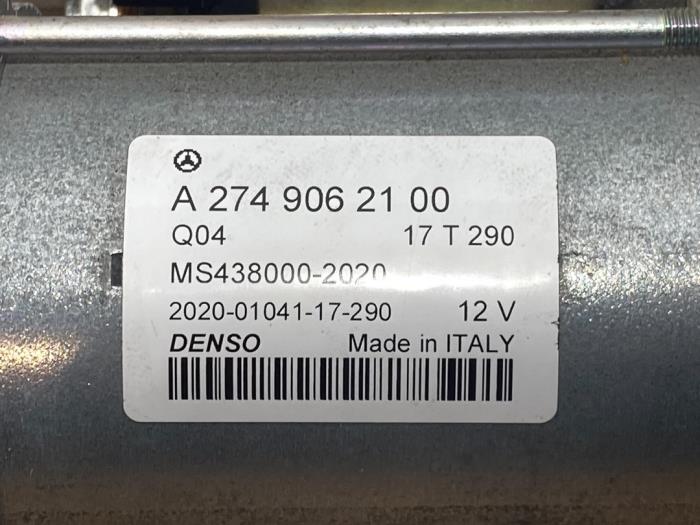 A 274 906 21 00
Q04 17 T 290
MS438000-2020
2020-01041-17-290 12 V
DENSO Made in ITALY